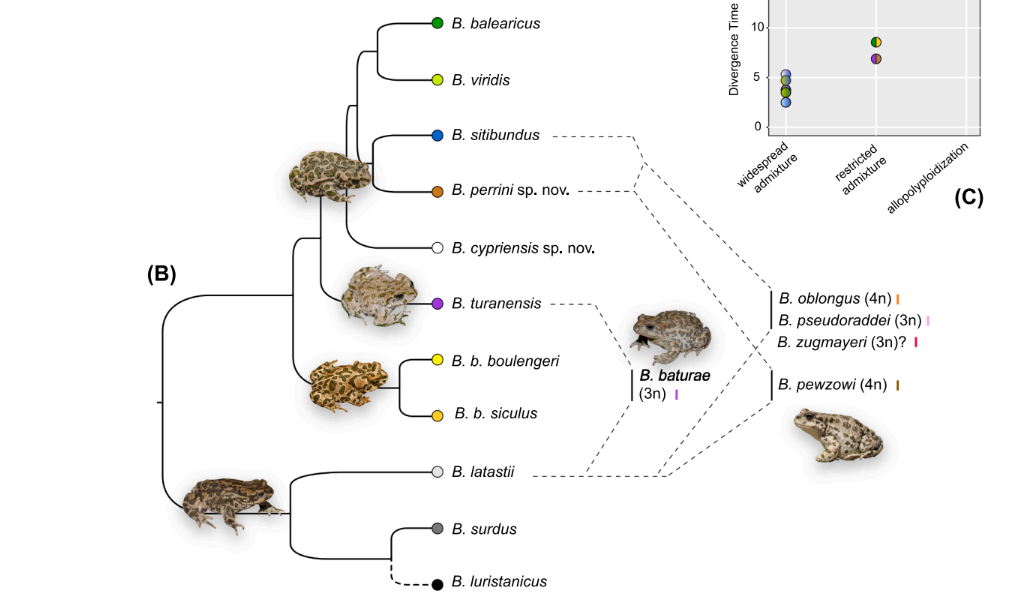 B. balearicus
B. viridis
B. sitibundus
B. perrini sp. nov.
B. cypriensis sp. nov.
(B)
B. turanensis
B. b. boulengeri
B. b. siculus
B. latastii
B. surdus
B. luristanicus
B. baturae
(3n)
B. oblongus (4n)
B. pseudoraddei (3n)
B. zugmayeri (3n)?
B. pewzowi (4n)
Divergence Time
10
5
0
widespread
admixture
restricted
admixture
allopolyploidization
(C)